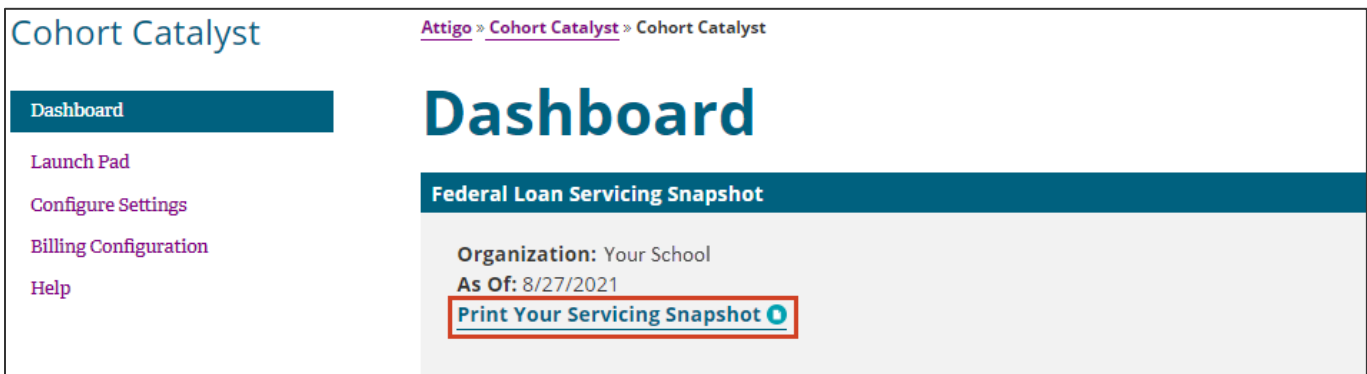 Cohort Catalyst
Attigo » Cohort Catalyst » Cohort Catalyst
Dashboard
Launch Pad
Configure Settings
Billing Configuration
Help
Dashboard
Federal Loan Servicing Snapshot
Organization: Your School
As Of: 8/27/2021
Print Your Servicing Snapshot